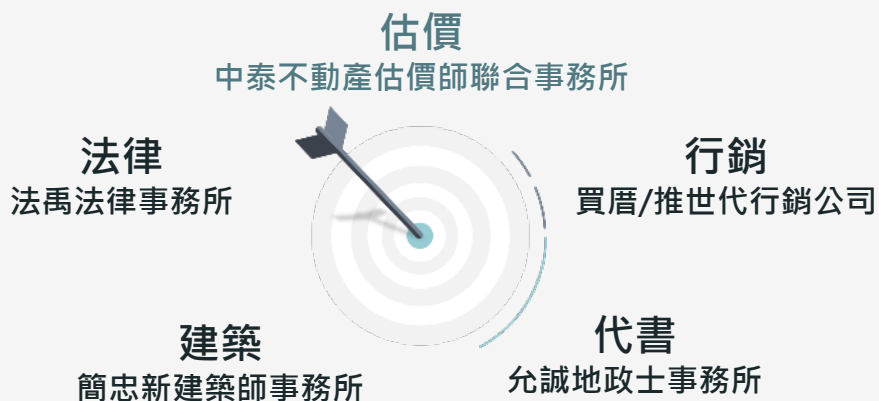 估價
中泰不動產估價師聯合事務所
法律
法禹法律事務所
行銷
買厝/推世代行銷公司
建築
簡忠新建築師事務所
代書
允誠地政士事務所